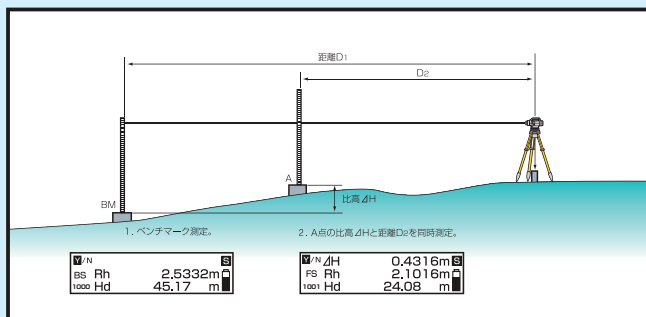 距離D1
D2
A
BM
比高⊿H
1. ベンチマーク測定。
2. A点の比高⊿Hと距離D2を同時測定。
Y/N S
BS Rh 2.5332m
1000 Hd 45.17 m
Y/N ⊿H 0.4316m S
FS Rh 2.1016m
1001 Hd 24.08 m